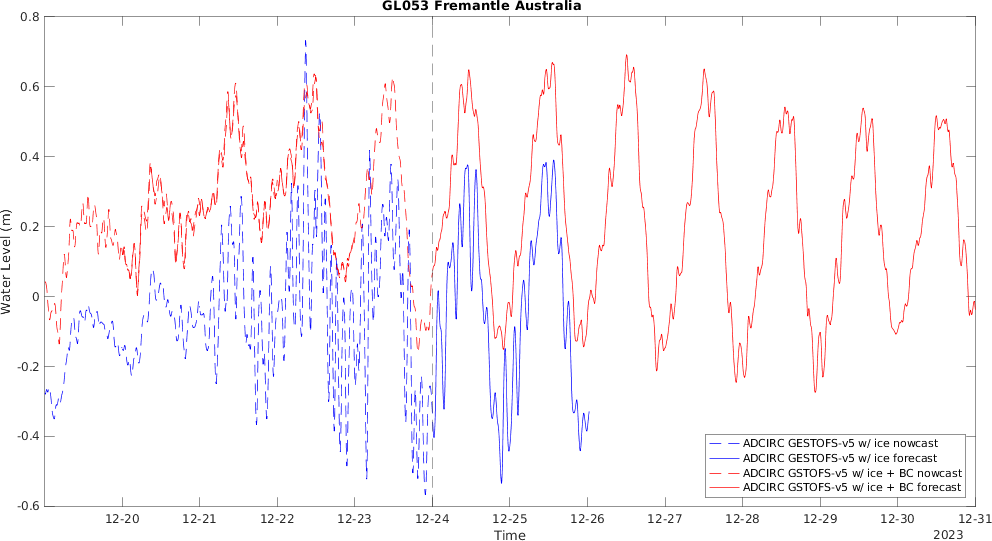 GL053 Fremantle Australia
0.8
0.6
0.4
0.2
0
-0.2
-0.4
-0.6
Water Level (m)
12-20 12-21 12-22 12-23 12-24 12-25 12-26 12-27 12-28 12-29 12-30 12-31
Time
2023
ADCIRC GESTOFS-v5 w/ ice nowcast
ADCIRC GESTOFS-v5 w/ ice forecast
ADCIRC GSTOFS-v5 w/ ice + BC nowcast
ADCIRC GSTOFS-v5 w/ ice + BC forecast